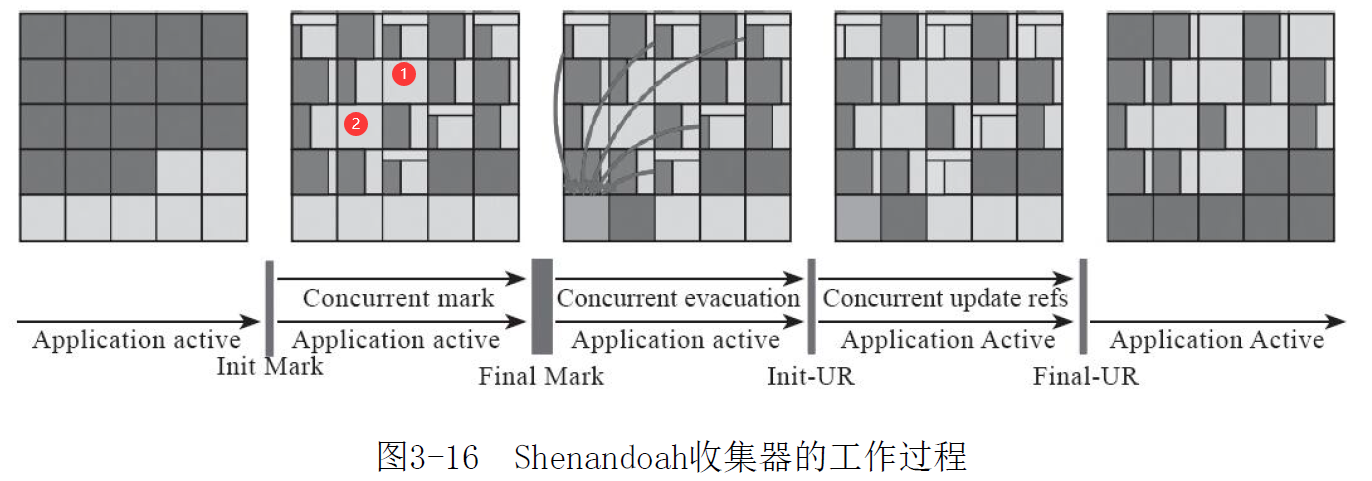 1
2
Concurrent mark
Concurrent evacuation
Concurrent update refs
Application active
Application active
Application active
Application Active
Application Active
Init Mark
Final Mark
Init-UR
Final-UR
图3-16 Shenandoah收集器的工作过程